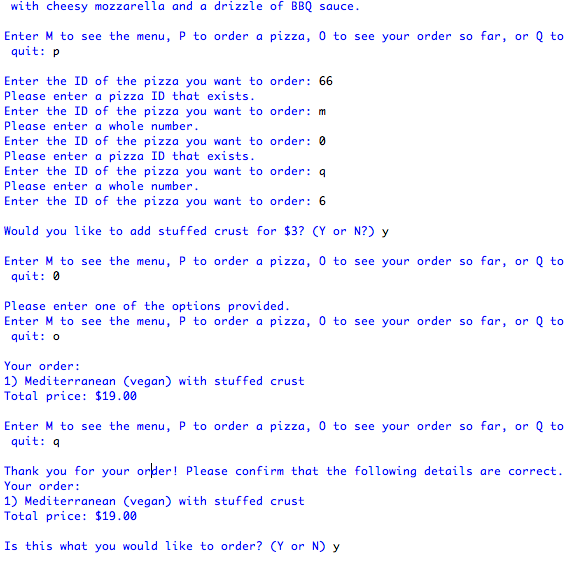 with cheesy mozzarella and a drizzle of BBQ sauce.
Enter M to see the menu, P to order a pizza, O to see your order so far, or Q to
quit: p
Enter the ID of the pizza you want to order: 66
Please enter a pizza ID that exists.
Enter the ID of the pizza you want to order: m
Please enter a whole number.
Enter the ID of the pizza you want to order: 0
Please enter a pizza ID that exists.
Enter the ID of the pizza you want to order: q
Please enter a whole number.
Enter the ID of the pizza you want to order: 6
Would you like to add stuffed crust for $3? (Y or N?) y
Enter M to see the menu, P to order a pizza, O to see your order so far, or Q to
quit: 0
Please enter one of the options provided.
Enter M to see the menu, P to order a pizza, O to see your order so far, or Q to
quit: o
Your order:
1) Mediterranean (vegan) with stuffed crust
Total price: $19.00
Enter M to see the menu, P to order a pizza, O to see your order so far, or Q to
quit: q
Thank you for your order! Please confirm that the following details are correct.
Your order:
1) Mediterranean (vegan) with stuffed crust
Total price: $19.00
Is this what you would like to order? (Y or N) y